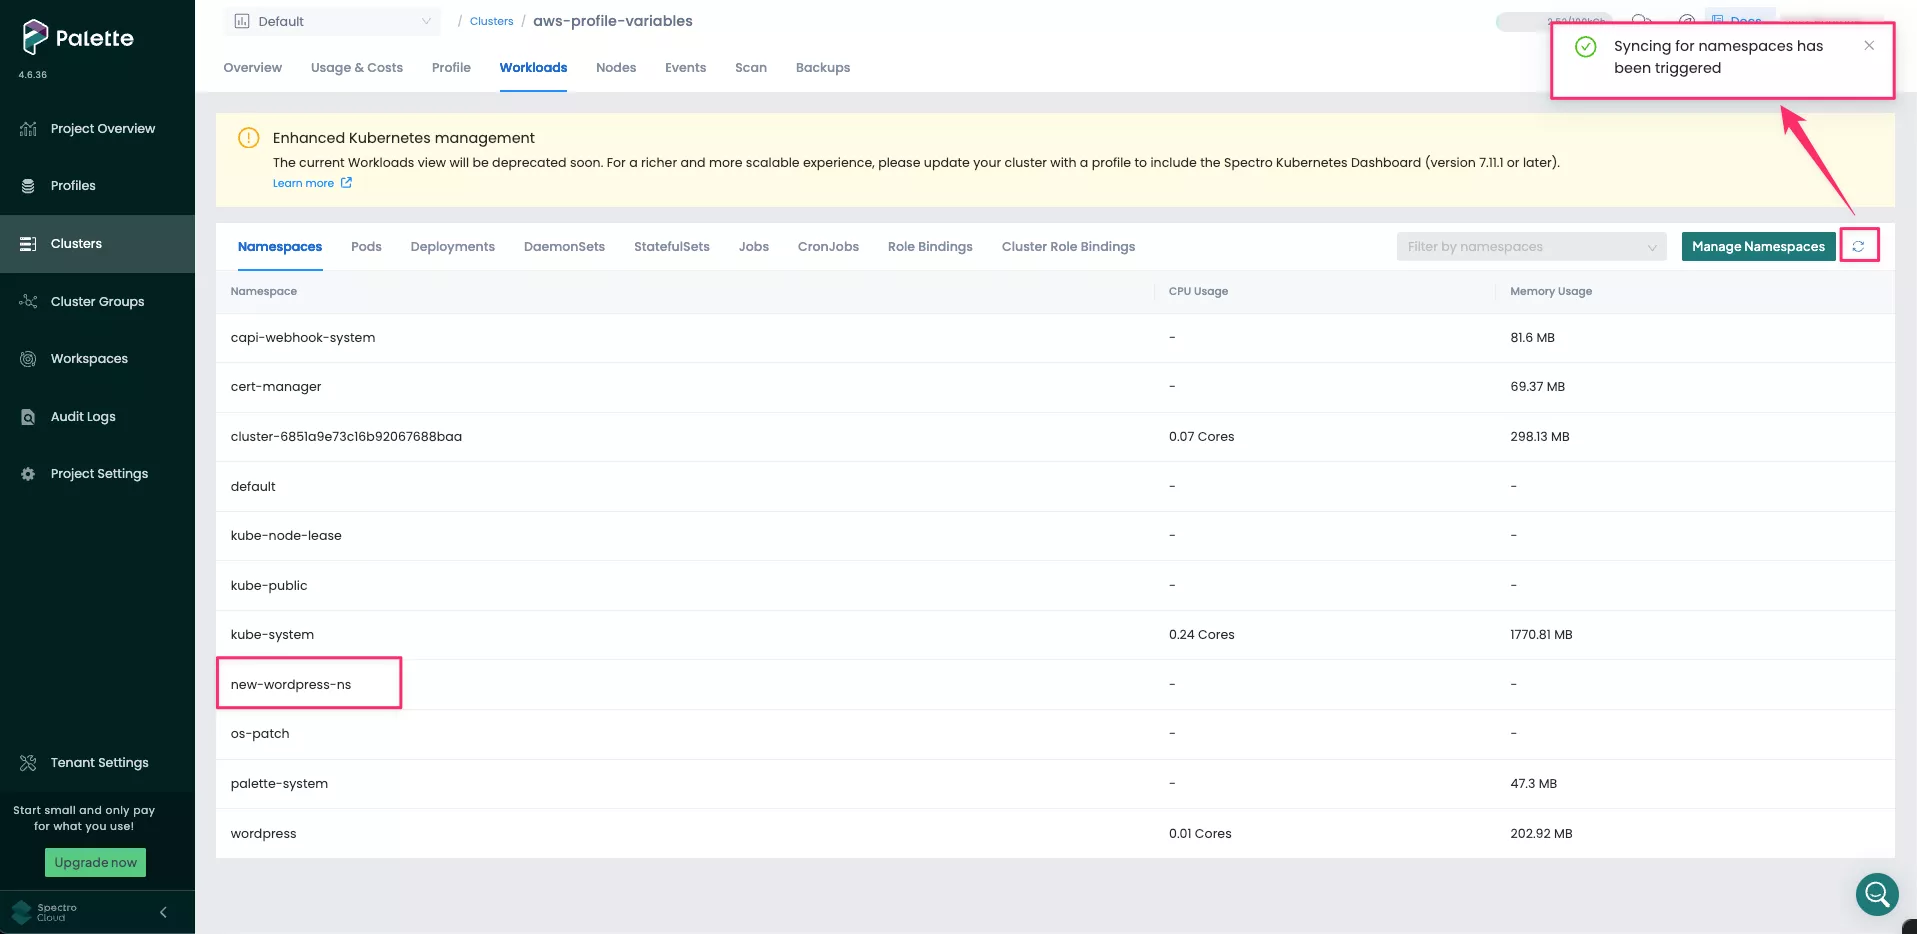 Palette
4.6.36
Project Overview
Profiles
Clusters
Cluster Groups
Workspaces
Audit Logs
Project Settings
Tenant Settings
Start small and only pay
for what you use!
Upgrade now
Spectro
Cloud
Default
/ Clusters / aws-profile-variables
Docs
Syncing for namespaces has
been triggered
Overview Usage & Costs Profile Workloads Nodes Events Scan Backups
Enhanced Kubernetes management
The current Workloads view will be deprecated soon. For a richer and more scalable experience, please update your cluster with a profile to include the Spectro Kubernetes Dashboard (version 7.11.1 or later).
Learn more
Namespaces Pods Deployments DaemonSets StatefulSets Jobs CronJobs Role Bindings Cluster Role Bindings Filter by namespaces Manage Namespaces
Namespace CPU Usage Memory Usage
capi-webhook-system - 81.6 MB
cert-manager - 69.37 MB
cluster-6851a9e73c16b92067688baa 0.07 Cores 298.13 MB
default - -
kube-node-lease - -
kube-public - -
kube-system 0.24 Cores 1770.81 MB
new-wordpress-ns - -
os-patch - -
palette-system - 47.3 MB
wordpress 0.01 Cores 202.92 MB